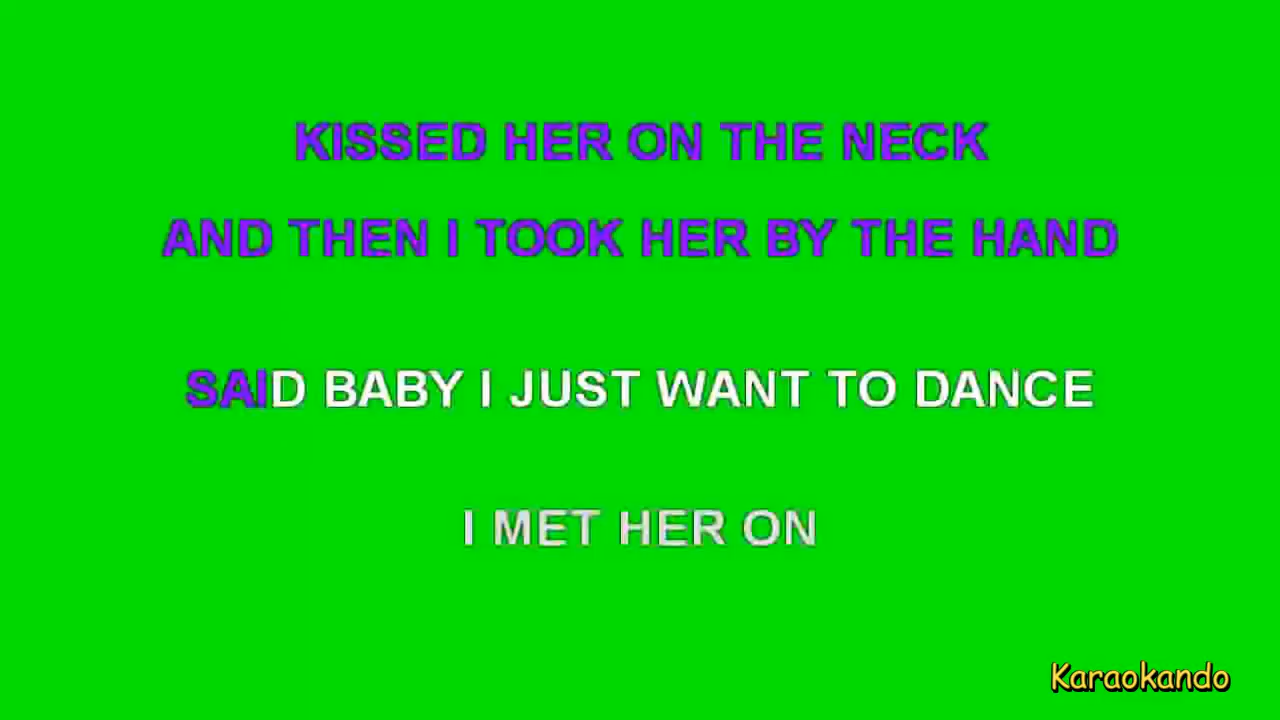 KISSED HER ON THE NECK
AND THEN I TOOK HER BY THE HAND
SAID BABY I JUST WANT TO DANCE
I MET HER ON
Karaokando